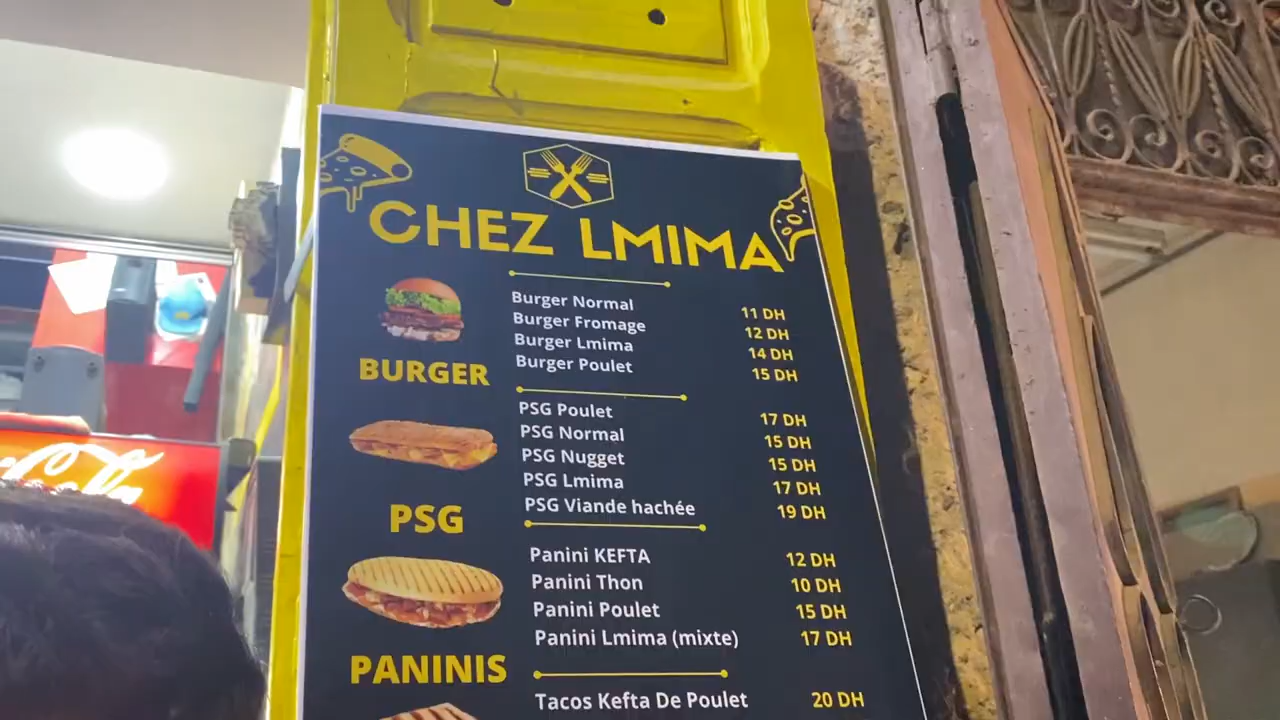 CHEZ LMIMA
Burger Normal 11 DH
Burger Fromage 12 DH
Burger Lmima 14 DH
Burger Poulet 15 DH
BURGER
PSG Poulet 17 DH
PSG Normal 15 DH
PSG Nugget 15 DH
PSG Lmima 17 DH
PSG Viande hachée 19 DH
PSG
Panini KEFTA 12 DH
Panini Thon 10 DH
Panini Poulet 15 DH
Panini Lmima (mixte) 17 DH
PANINIS
Tacos Kefta De Poulet 20 DH
Coca-Cola